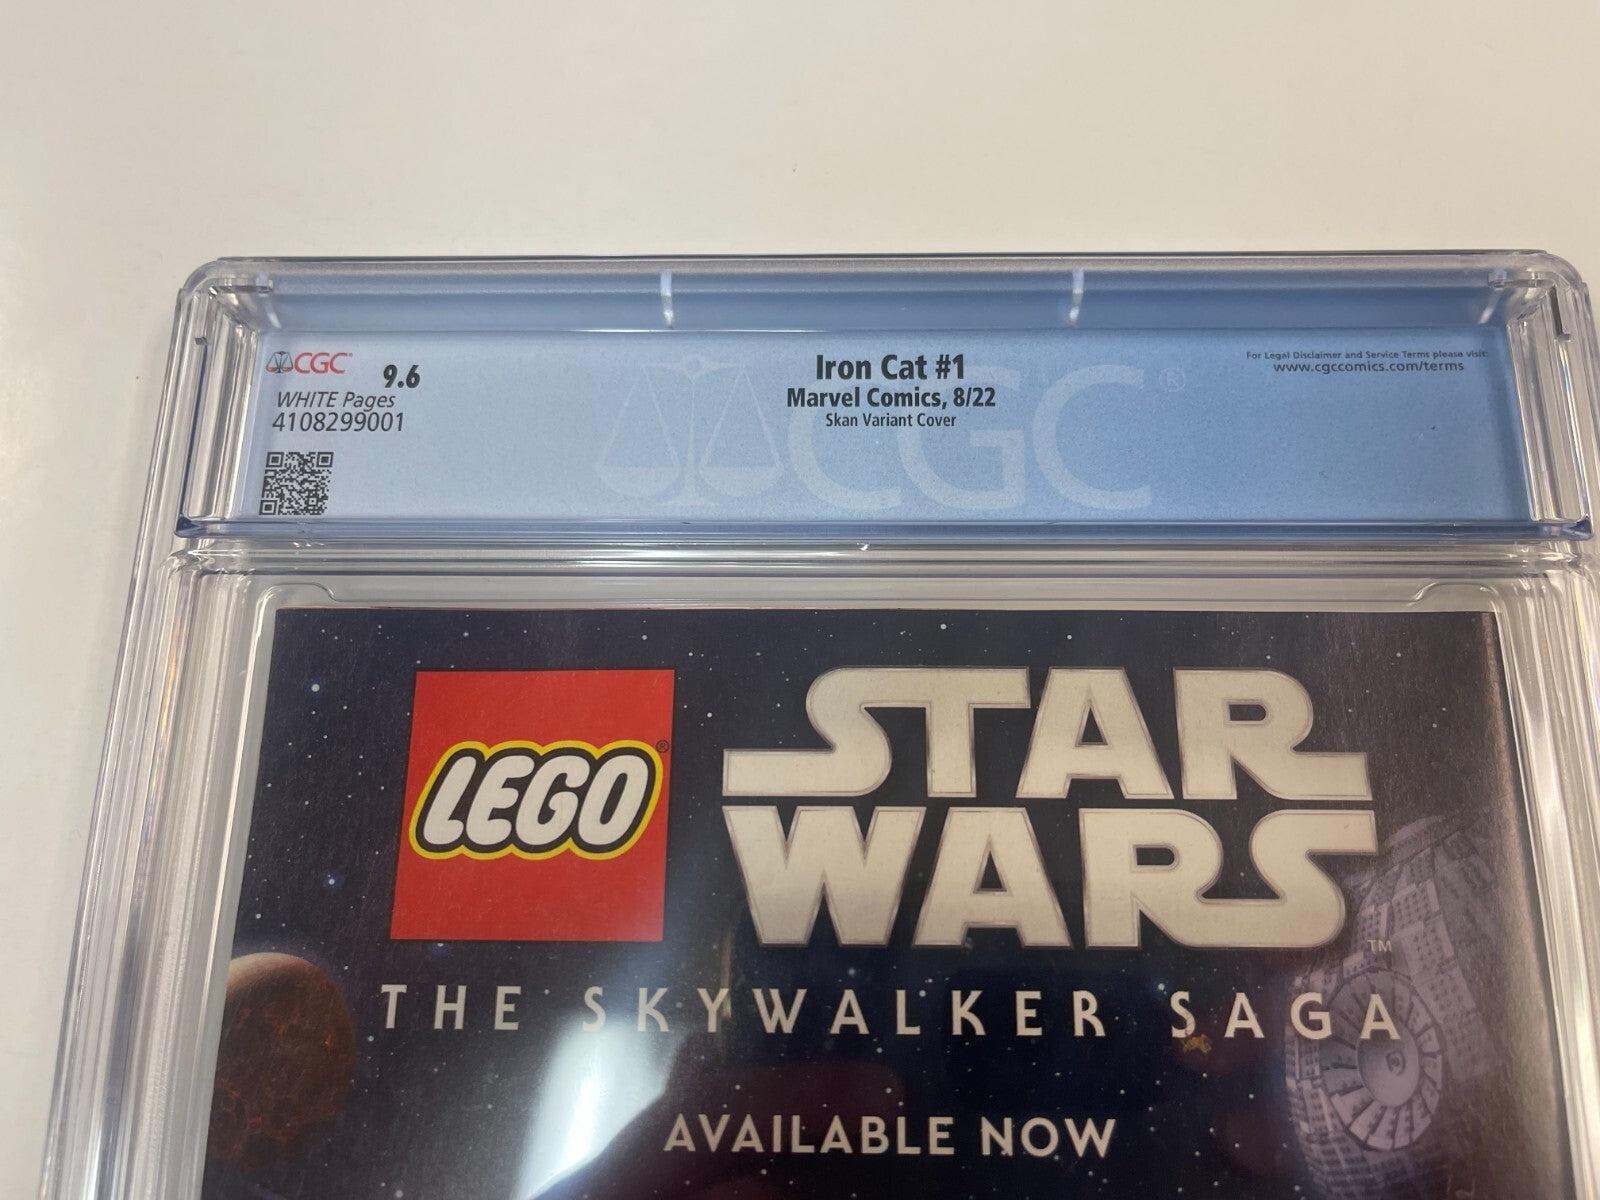 CGC®
9.6
WHITE Pages
4108299001
Iron Cat #1
Marvel Comics, 8/22
Skan Variant Cover
For Legal Disclaimer and Service Terms please visit:
www.cgccomics.com/terms
CGC®
LEGO®
STAR
WARS™
THE SKYWALKER SAGA
AVAILABLE NOW